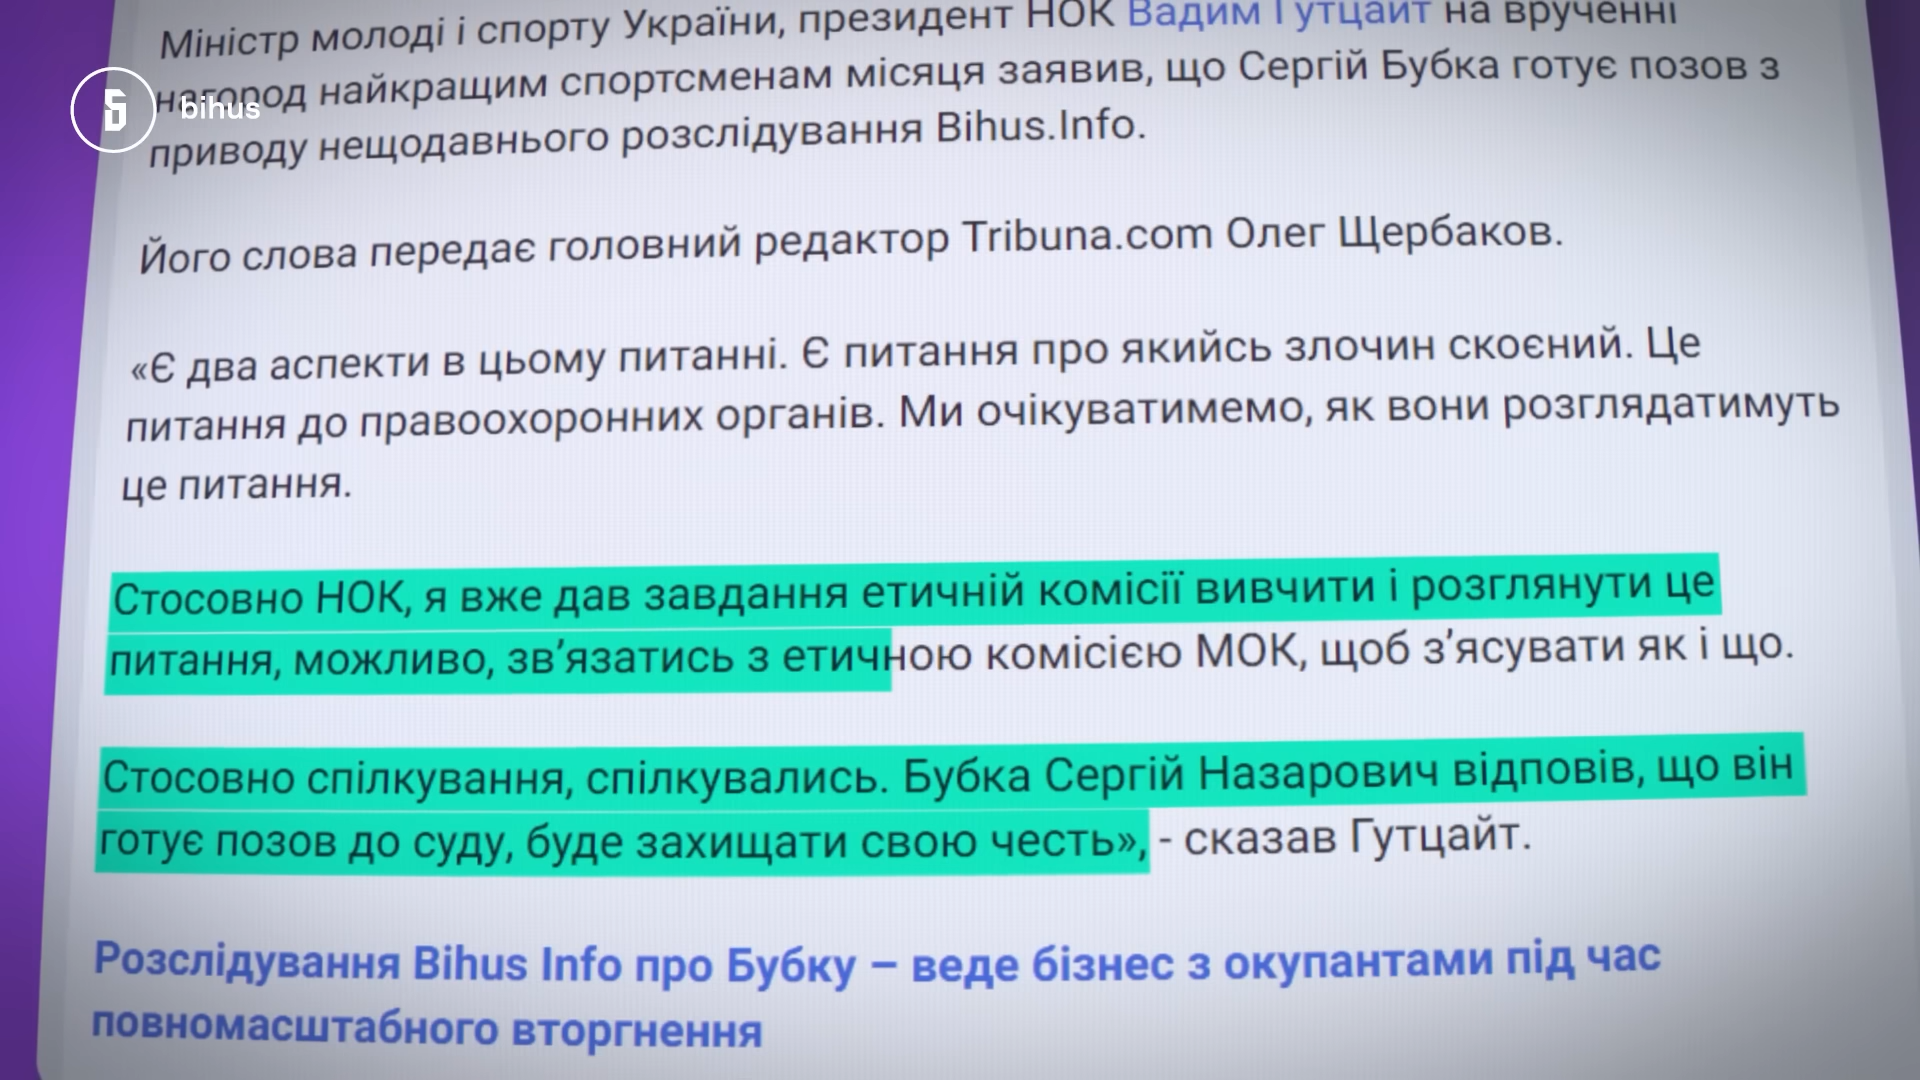 Міністр молоді і спорту України, президент НОК Вадим Гутцайт на врученні
bihus
нагород найкращим спортсменам місяця заявив, що Сергій Бубка готує позов з
приводу нещодавнього розслідування Bihus.Info.
Його слова передає головний редактор Tribuna.com Олег Щербаков.
«Є два аспекти в цьому питанні. Є питання про якийсь злочин скоєний. Це
питання до правоохоронних органів. Ми очікуватимемо, як вони розглядатимуть
це питання.
Стосовно НОК, я вже дав завдання етичній комісії вивчити і розглянути це
питання, можливо, зв’язатись з етичною комісією МОК, щоб з’ясувати як і що.
Стосовно спілкування, спілкувались. Бубка Сергій Назарович відповів, що він
готує позов до суду, буде захищати свою честь», - сказав Гутцайт.
Розслідування Bihus Info про Бубку – веде бізнес з окупантами під час
повномасштабного вторгнення